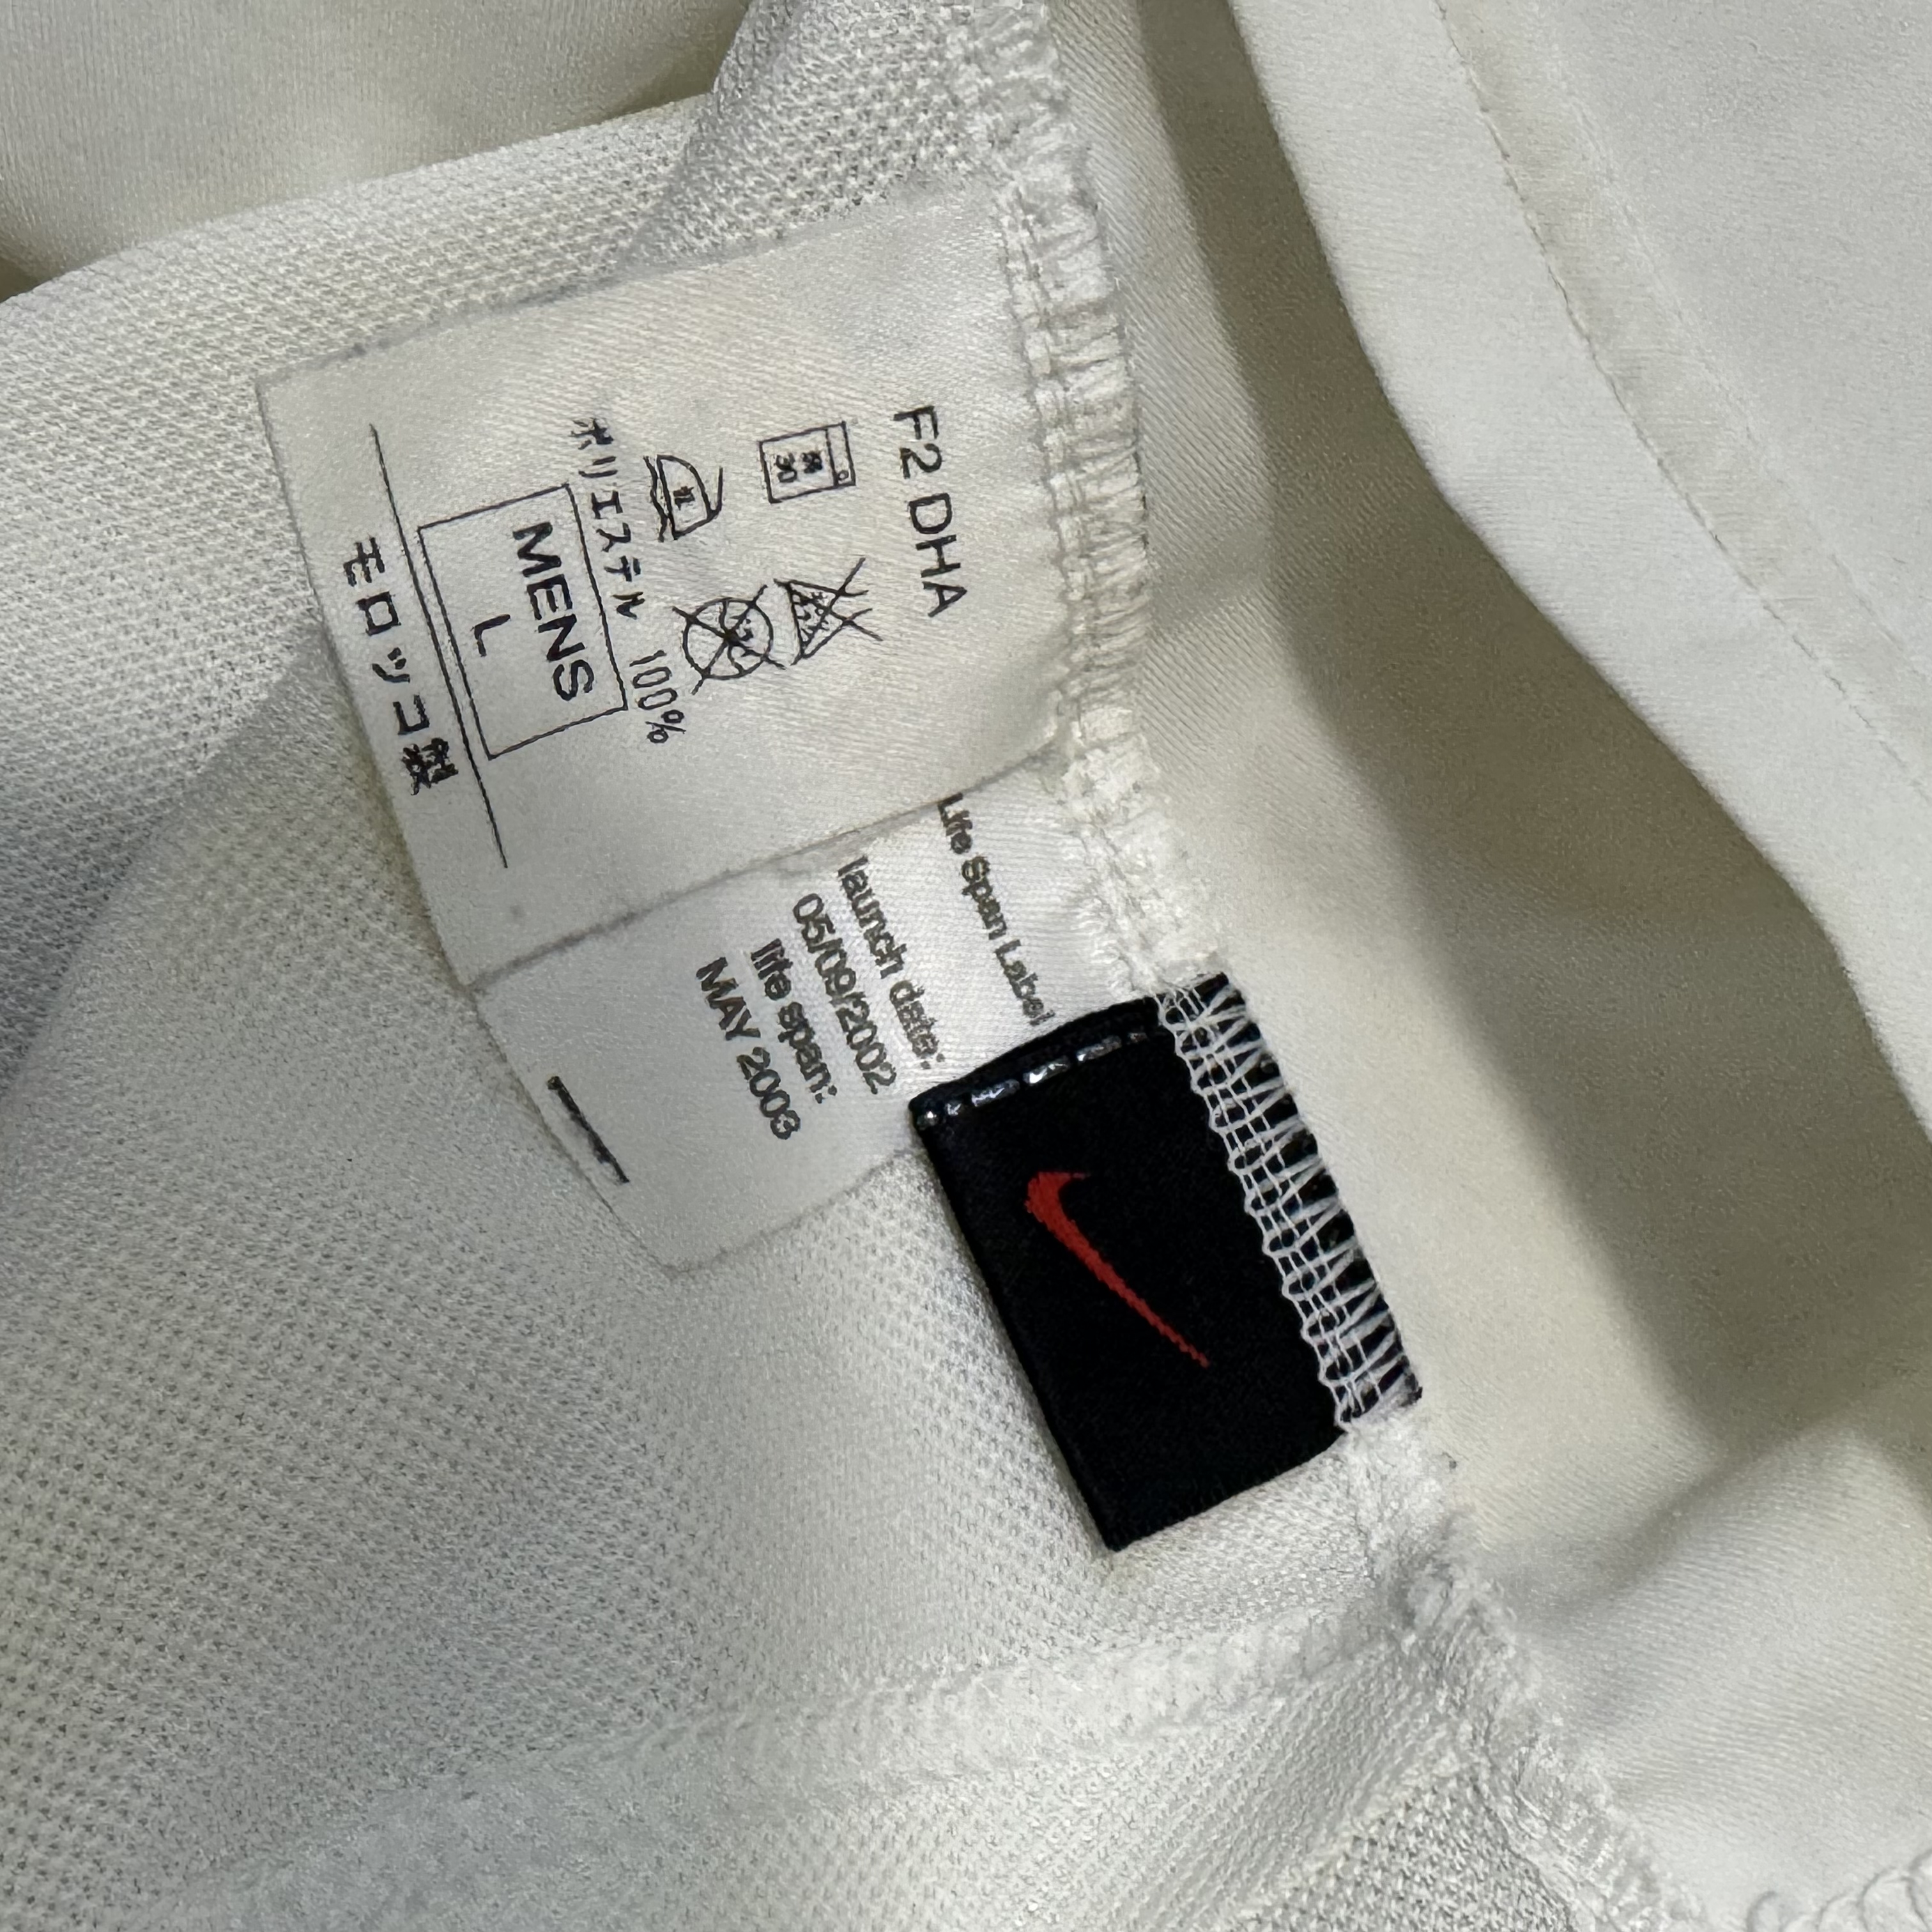 F2 DHA
ポリエステル 100%
MENS
L
モロッコ製
Life Span Label
launch date:
05/09/2002
life span:
MAY 2003